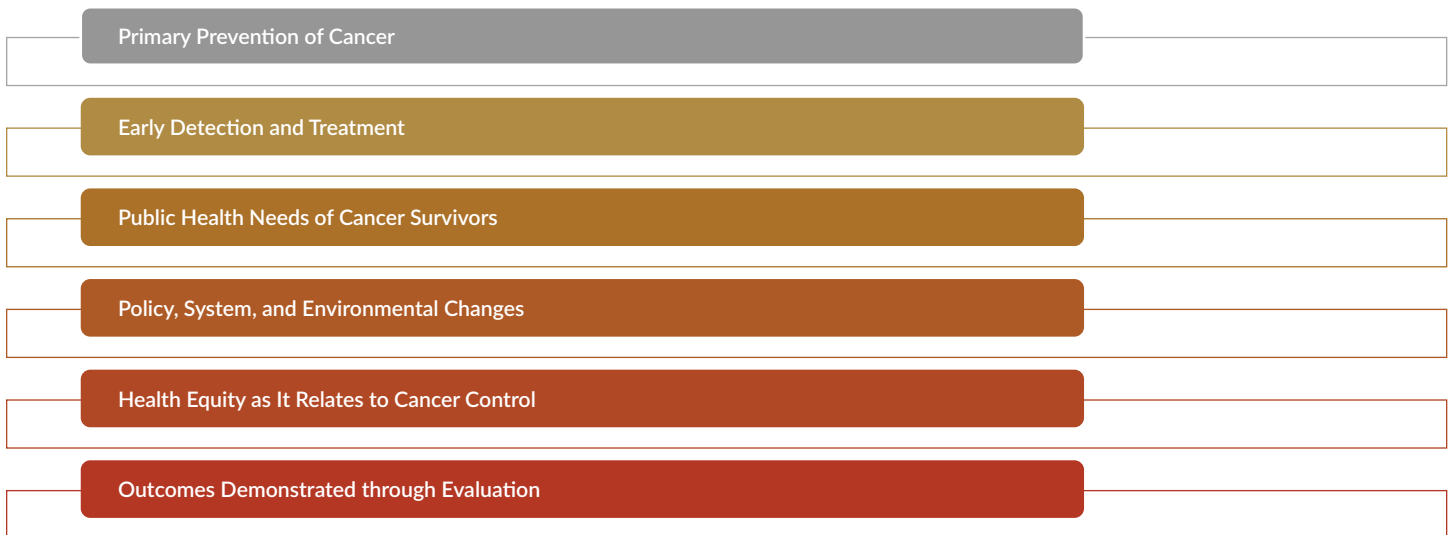 Primary Prevention of Cancer
Early Detection and Treatment
Public Health Needs of Cancer Survivors
Policy, System, and Environmental Changes
Health Equity as It Relates to Cancer Control
Outcomes Demonstrated through Evaluation